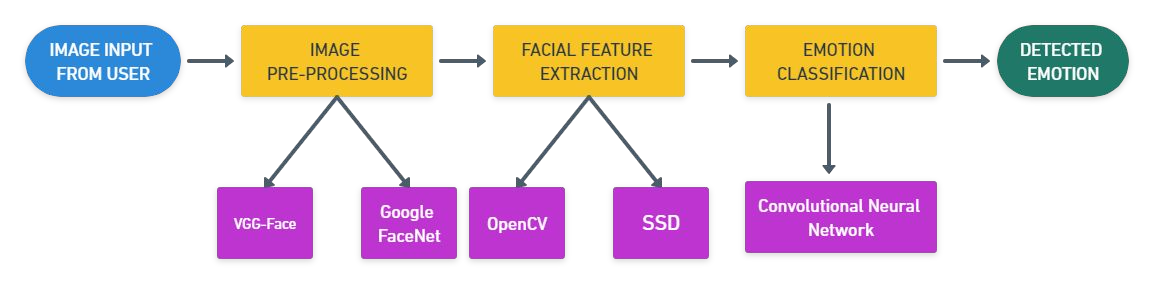 IMAGE INPUT
FROM USER
IMAGE
PRE-PROCESSING
FACIAL FEATURE
EXTRACTION
EMOTION
CLASSIFICATION
DETECTED
EMOTION
VGG-Face
Google
FaceNet
OpenCV
SSD
Convolutional Neural
Network